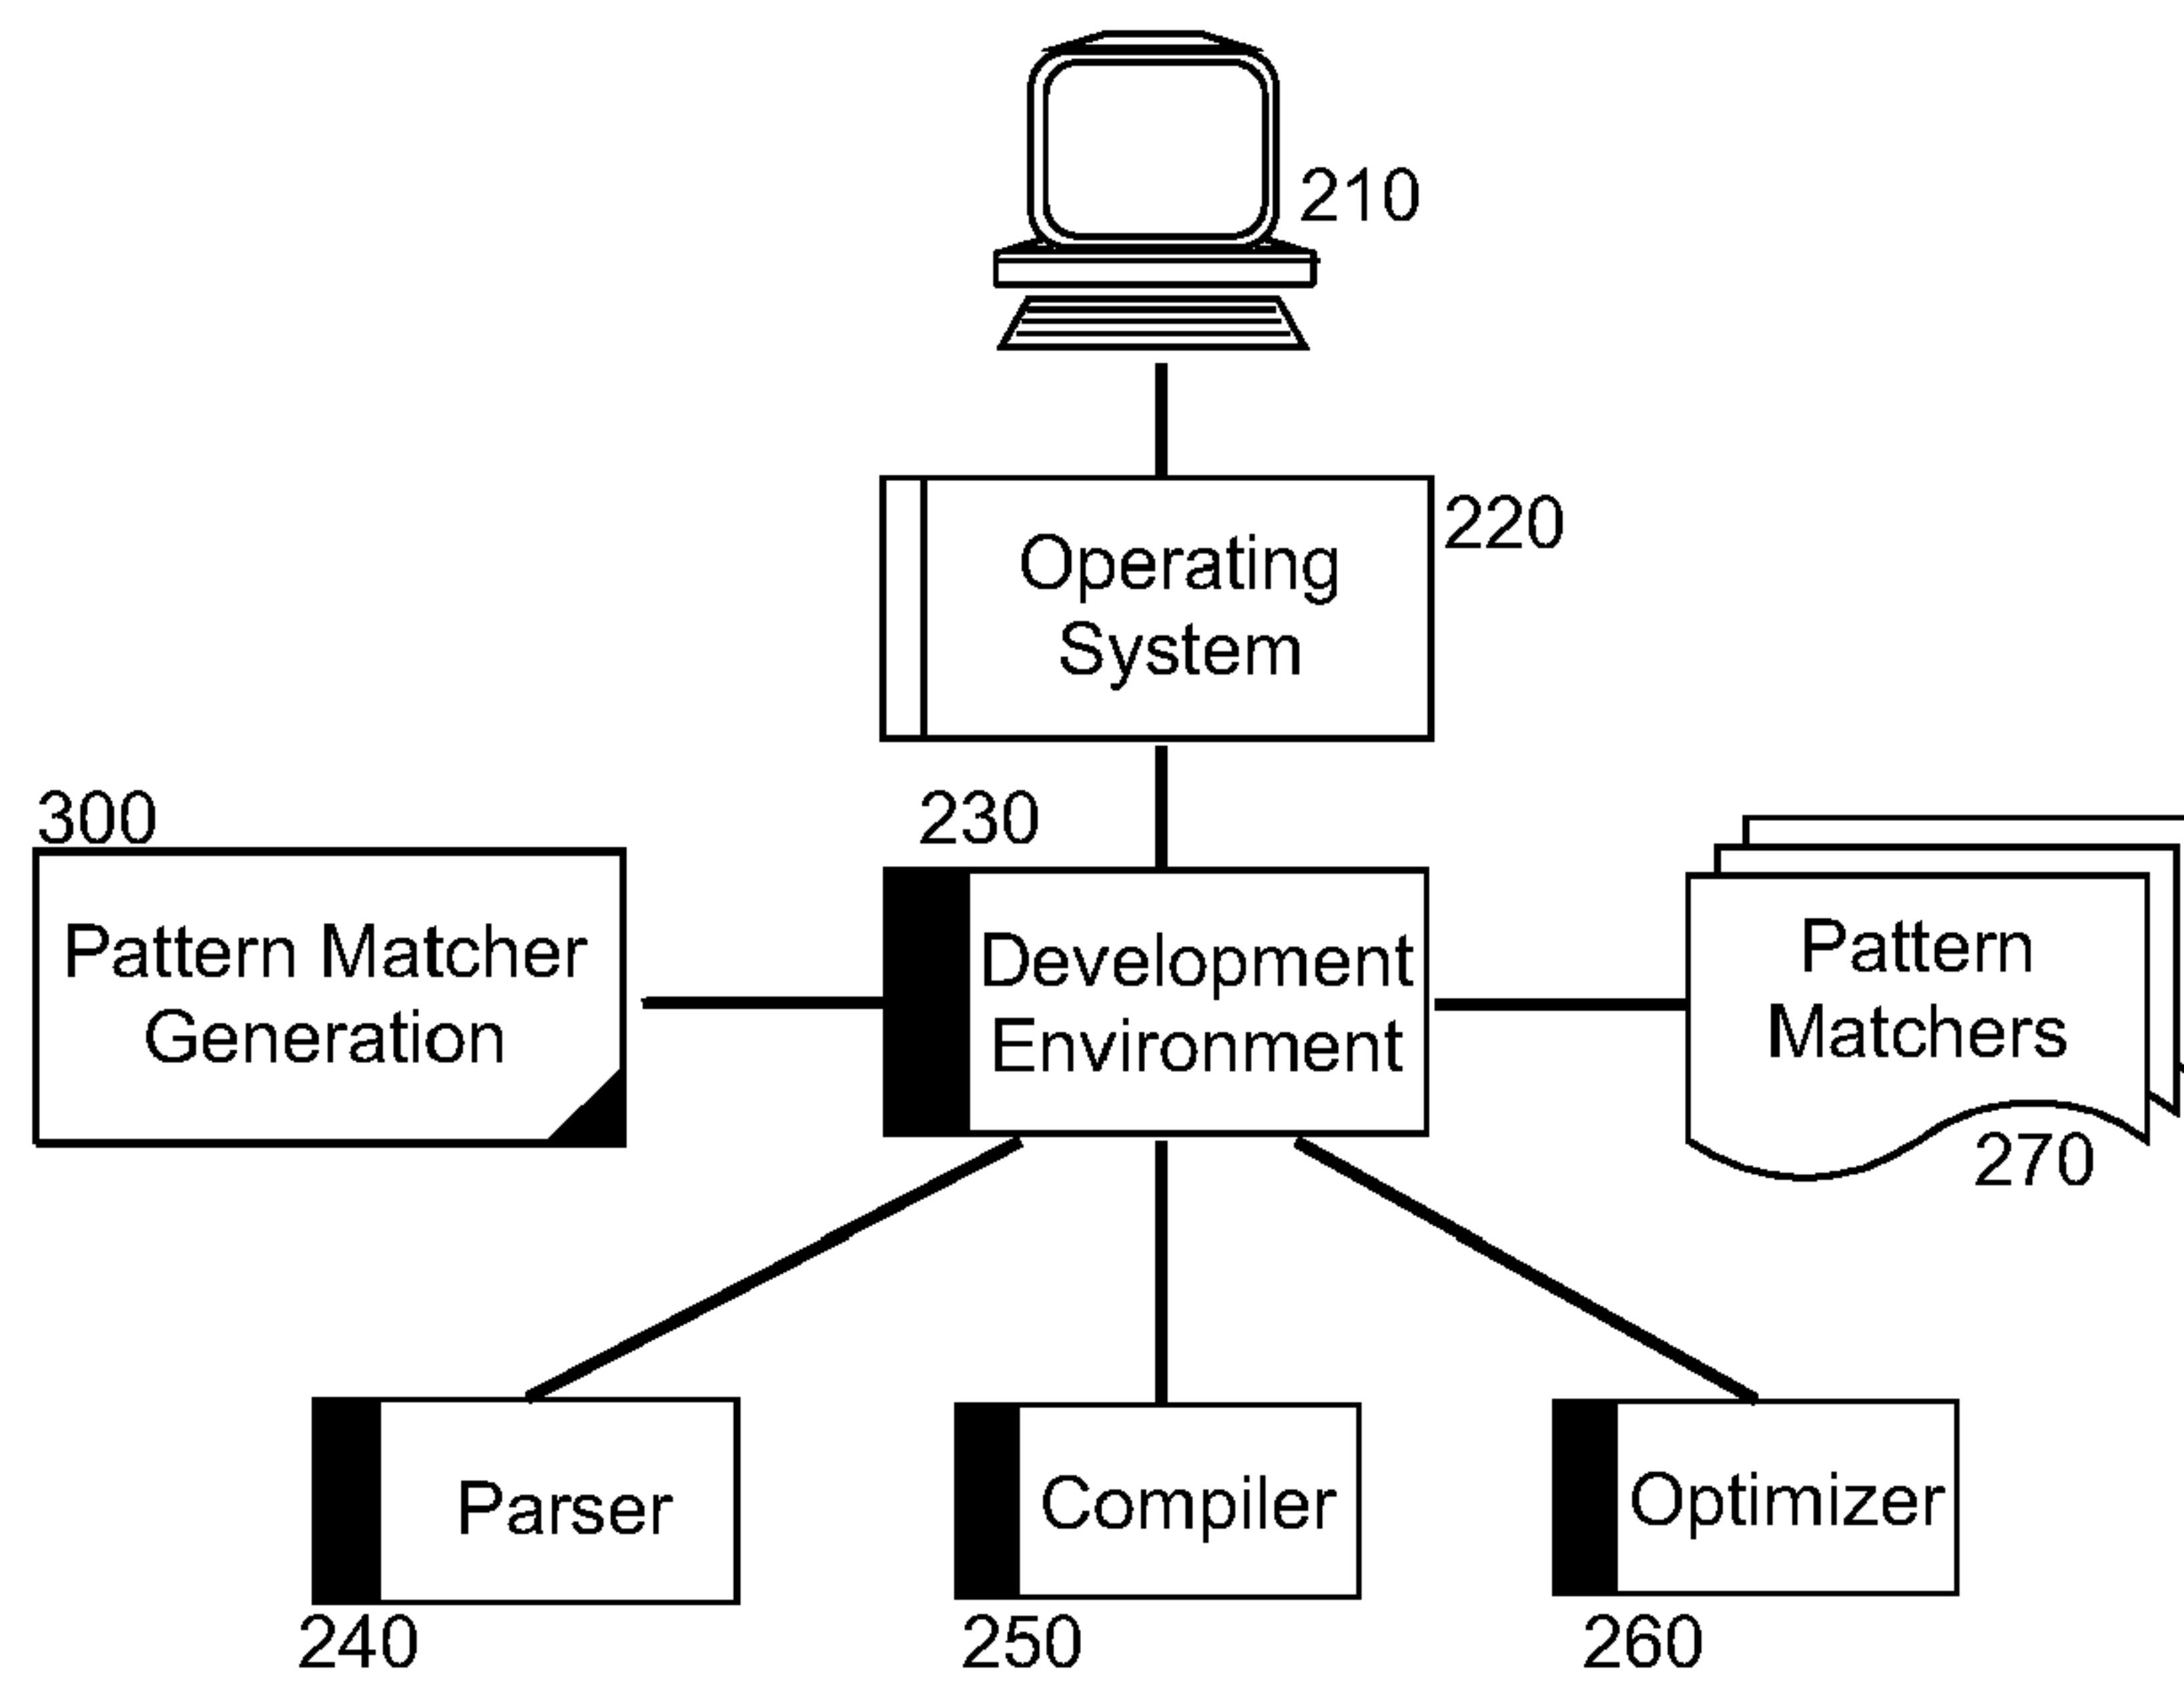 210
220
Operating
System
300
230
Pattern Matcher
Generation
Development
Environment
Pattern
Matchers
270
Parser
Compiler
Optimizer
240
250
260